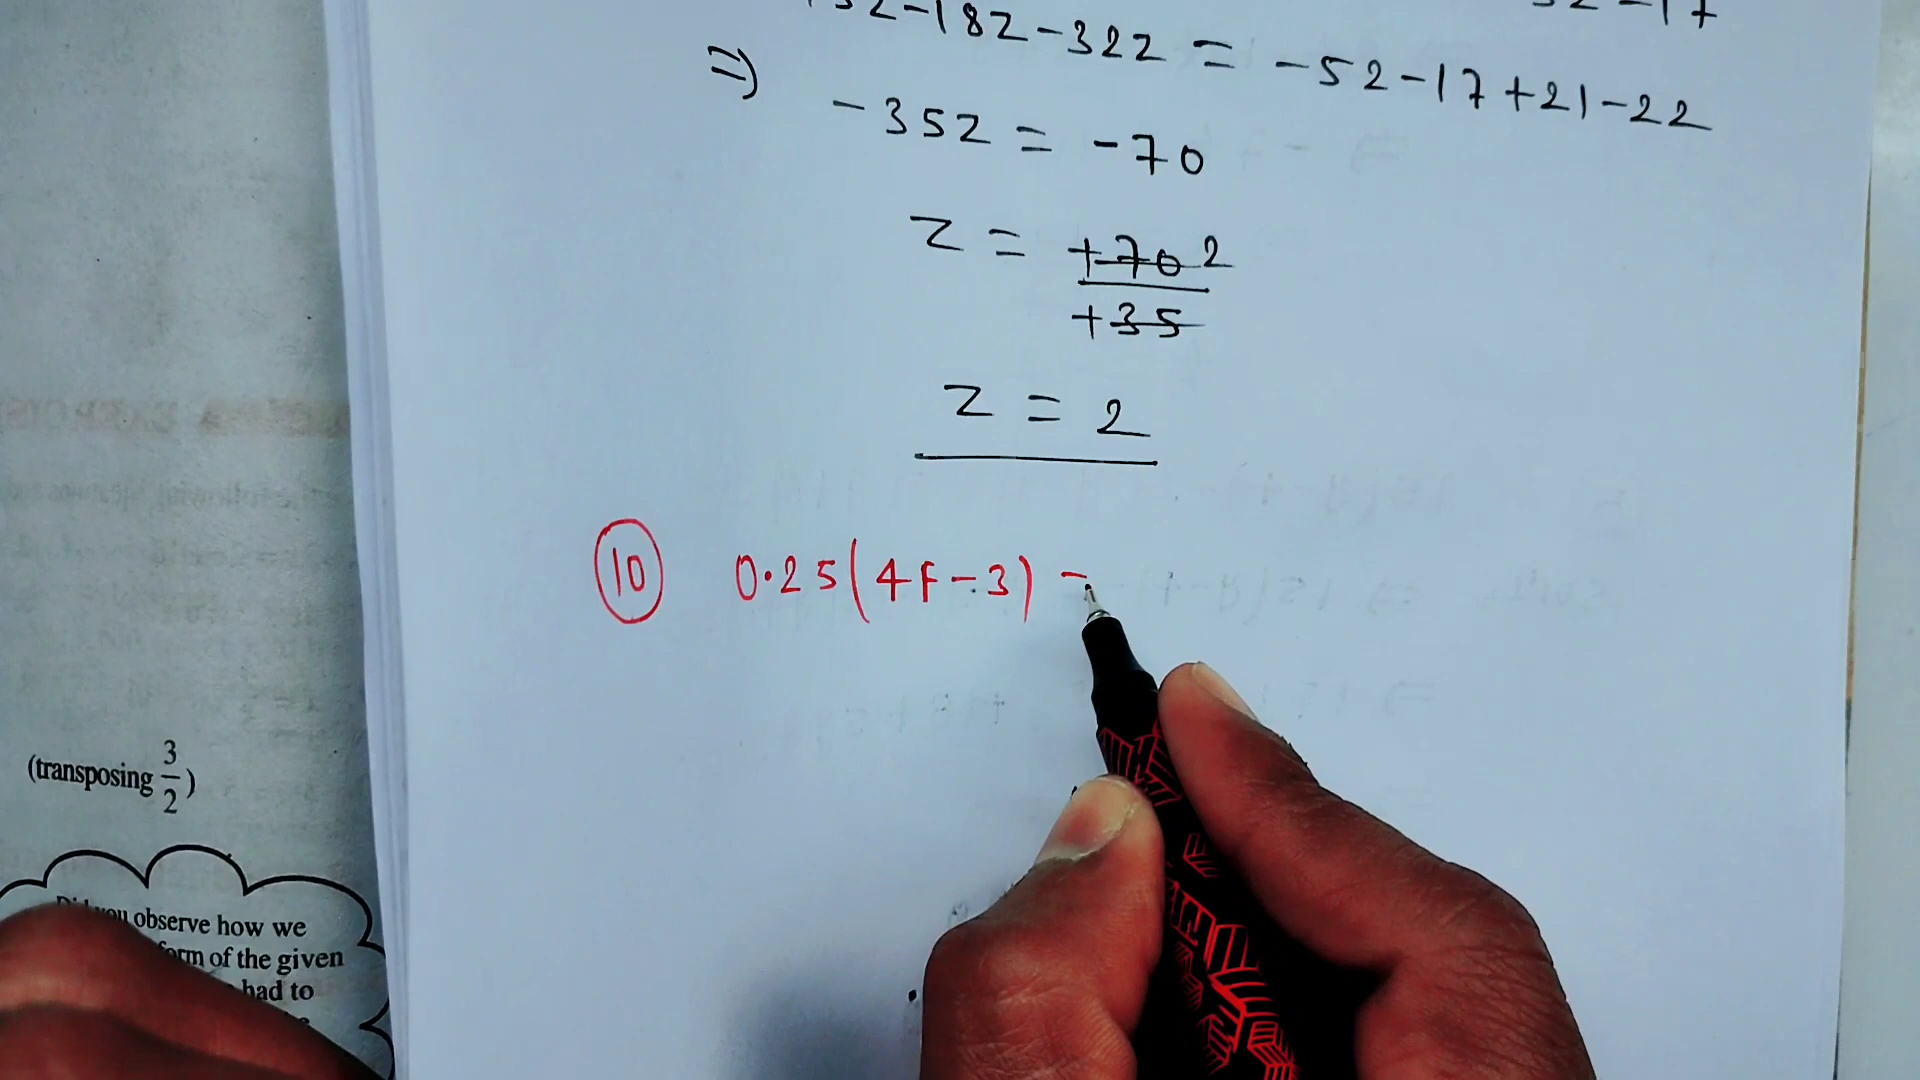 -18z-32z = -52-17+21-22
⇒ -35z = -70
z = +70 2
+35
z = 2
10 0.25(4f-3) -
(transposing 3/2)
observe how we
of the given
had to